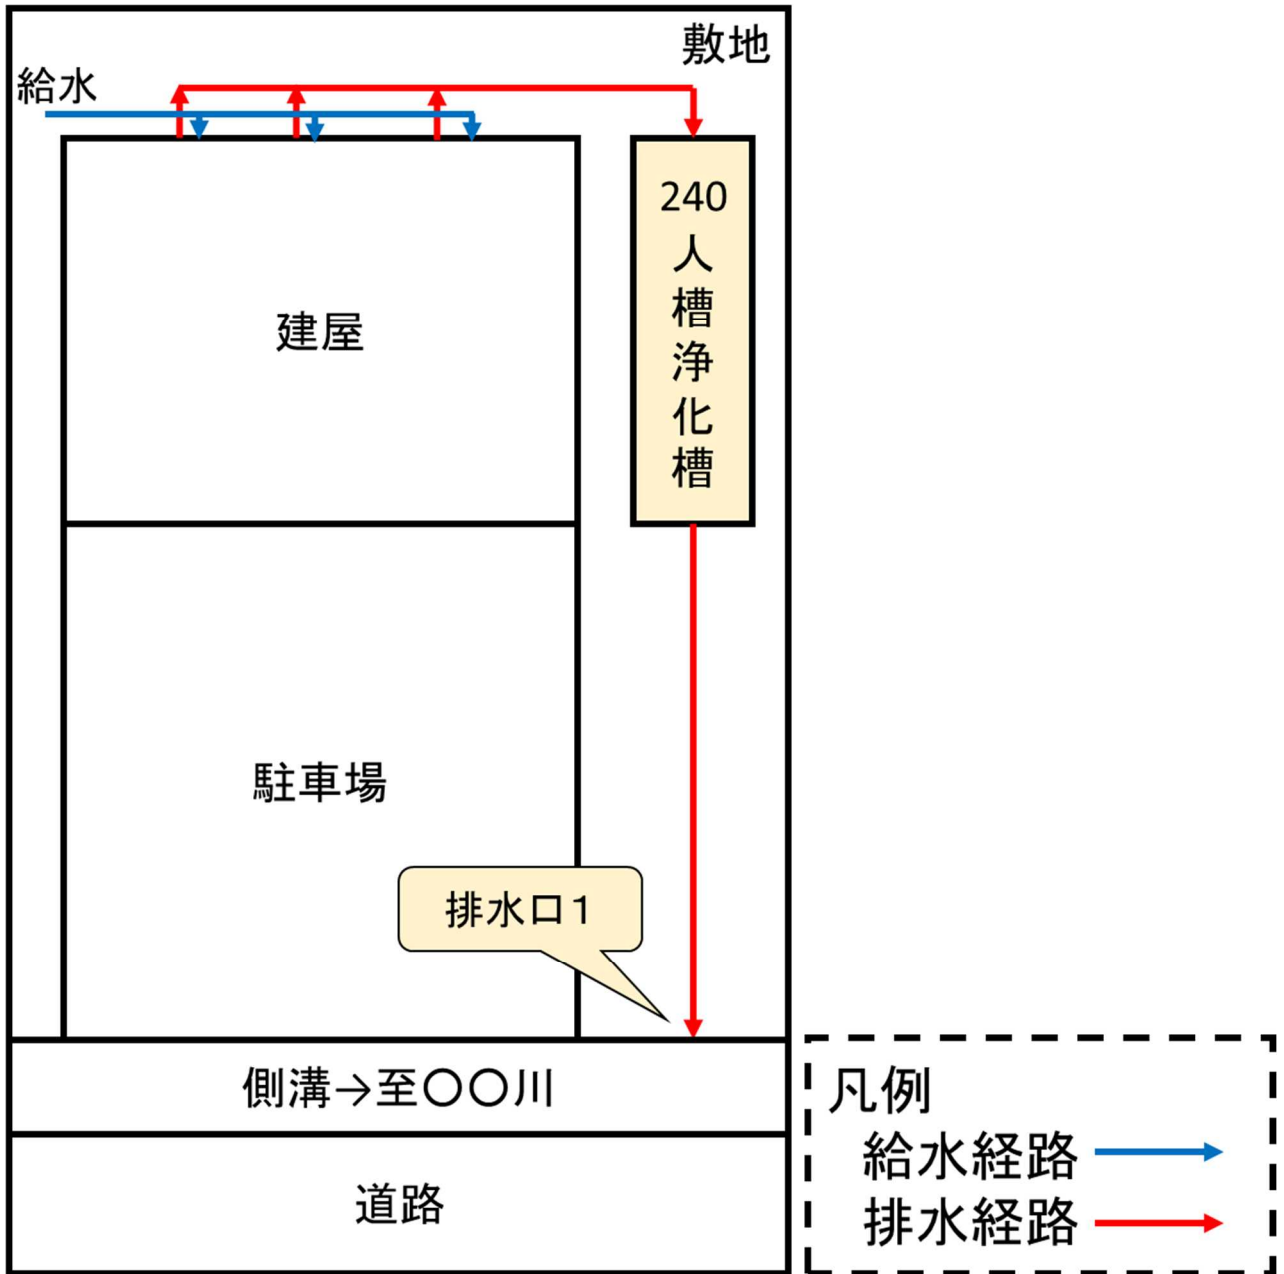 敷地
給水
240
人
槽
浄
化
槽
建屋
駐車場
排水口１
側溝→至〇〇川
道路
凡例
給水経路
排水経路